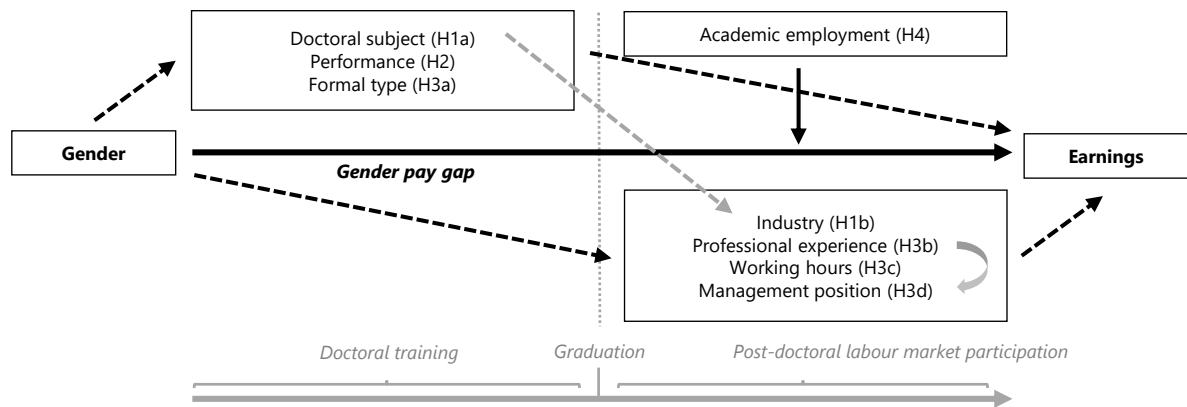 Doctoral subject (H1a)
Performance (H2)
Formal type (H3a)
Academic employment (H4)
Gender
Gender pay gap
Earnings
Industry (H1b)
Professional experience (H3b)
Working hours (H3c)
Management position (H3d)
Doctoral training
Graduation
Post-doctoral labour market participation